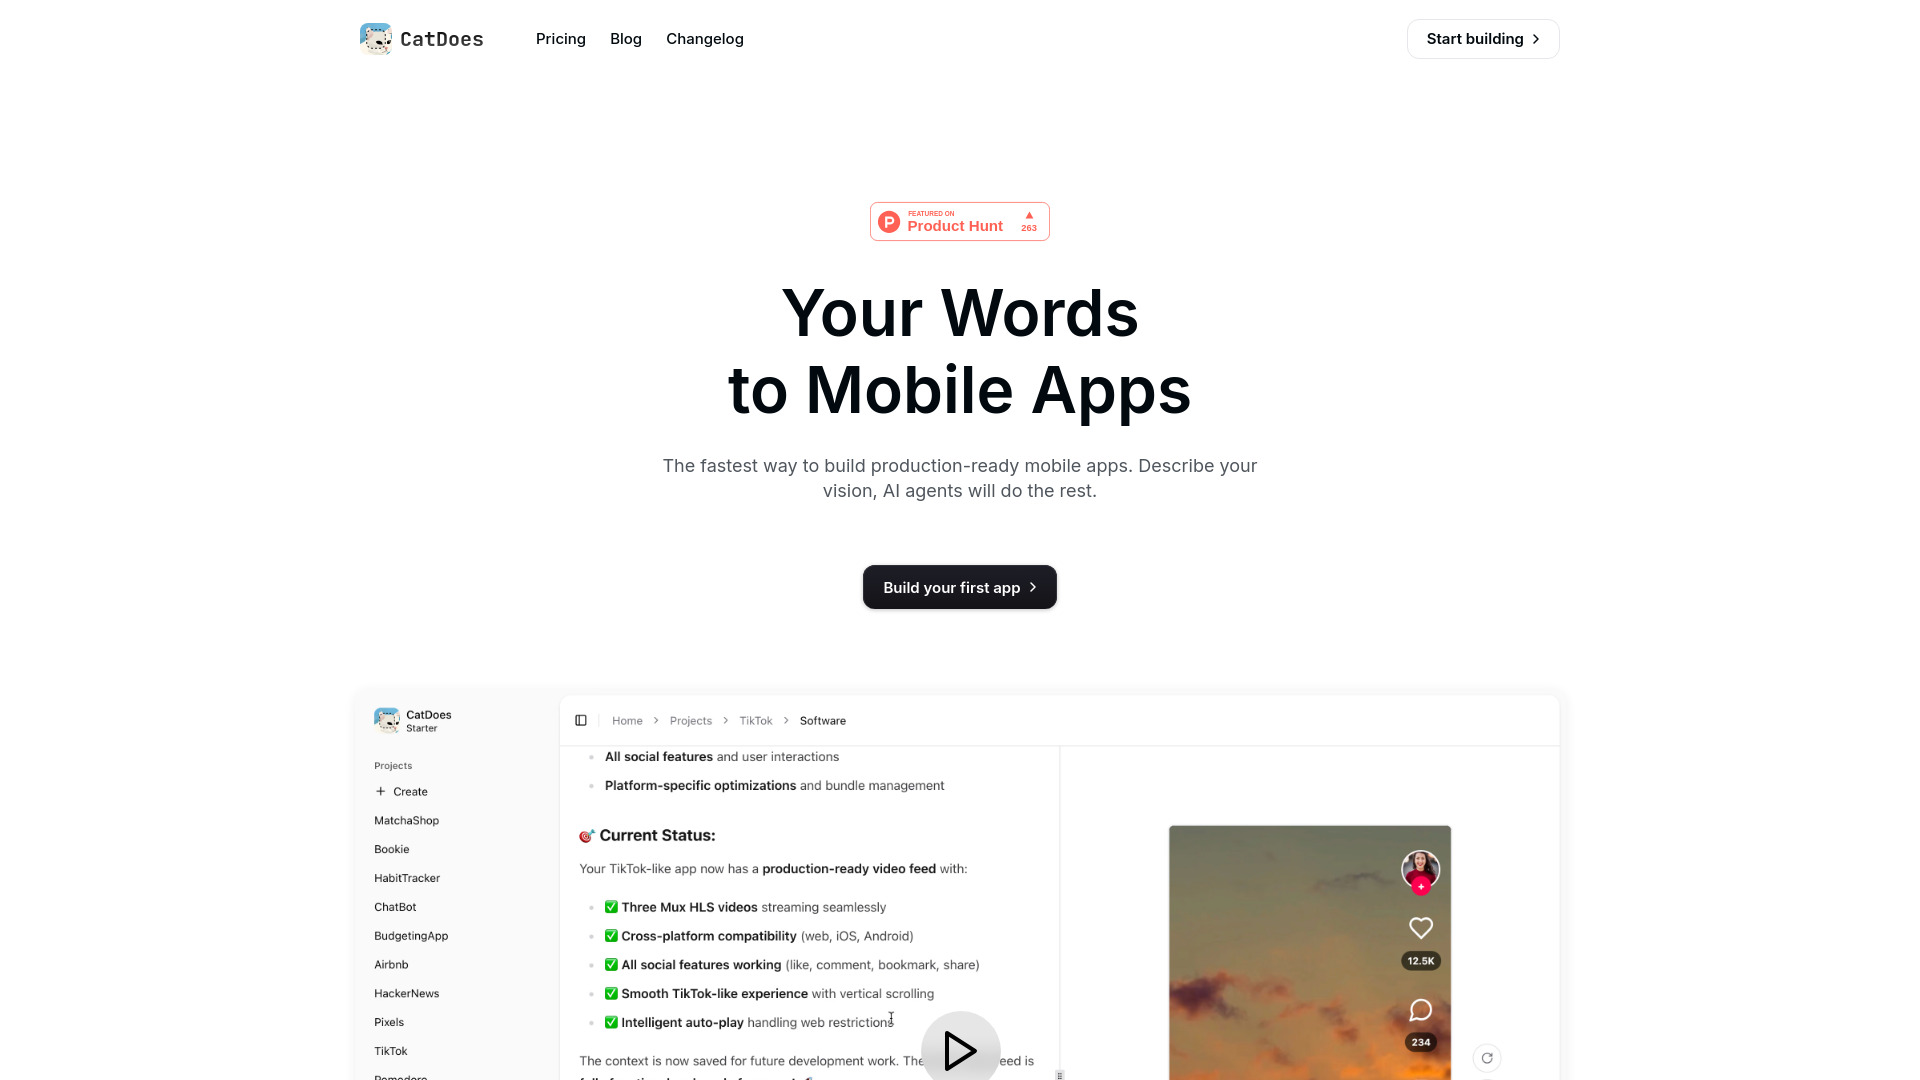 CatDoes
Pricing
Blog
Changelog
Start building
FEATURED ON
Product Hunt
263
Your Words
to Mobile Apps
The fastest way to build production-ready mobile apps. Describe your
vision, AI agents will do the rest.
Build your first app
CatDoes
Starter
Projects
+ Create
MatchaShop
Bookie
HabitTracker
ChatBot
BudgetingApp
Airbnb
HackerNews
Pixels
TikTok
Pomodoro
Home > Projects > TikTok > Software
All social features and user interactions
Platform-specific optimizations and bundle management
🎯 Current Status:
Your TikTok-like app now has a production-ready video feed with:
✅ Three Mux HLS videos streaming seamlessly
✅ Cross-platform compatibility (web, iOS, Android)
✅ All social features working (like, comment, bookmark, share)
✅ Smooth TikTok-like experience with vertical scrolling
✅ Intelligent auto-play handling web restrictions
The context is now saved for future development work. The eed is
12.5K
234